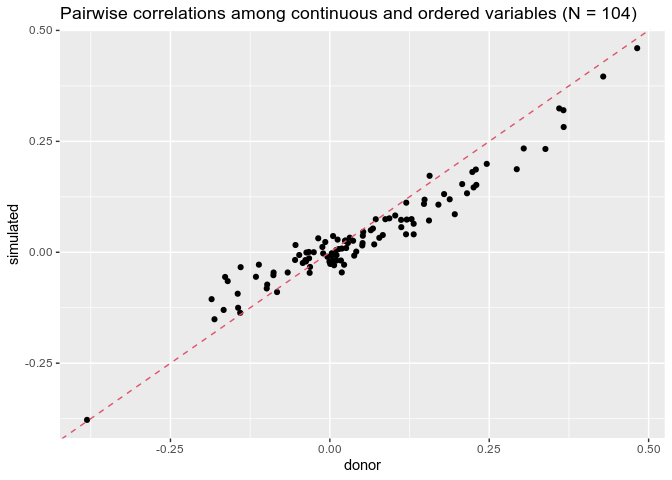 Pairwise correlations among continuous and ordered variables (N = 104)
0.50
0.25
0.00
-0.25
simulated
-0.25
0.00
0.25
0.50
donor